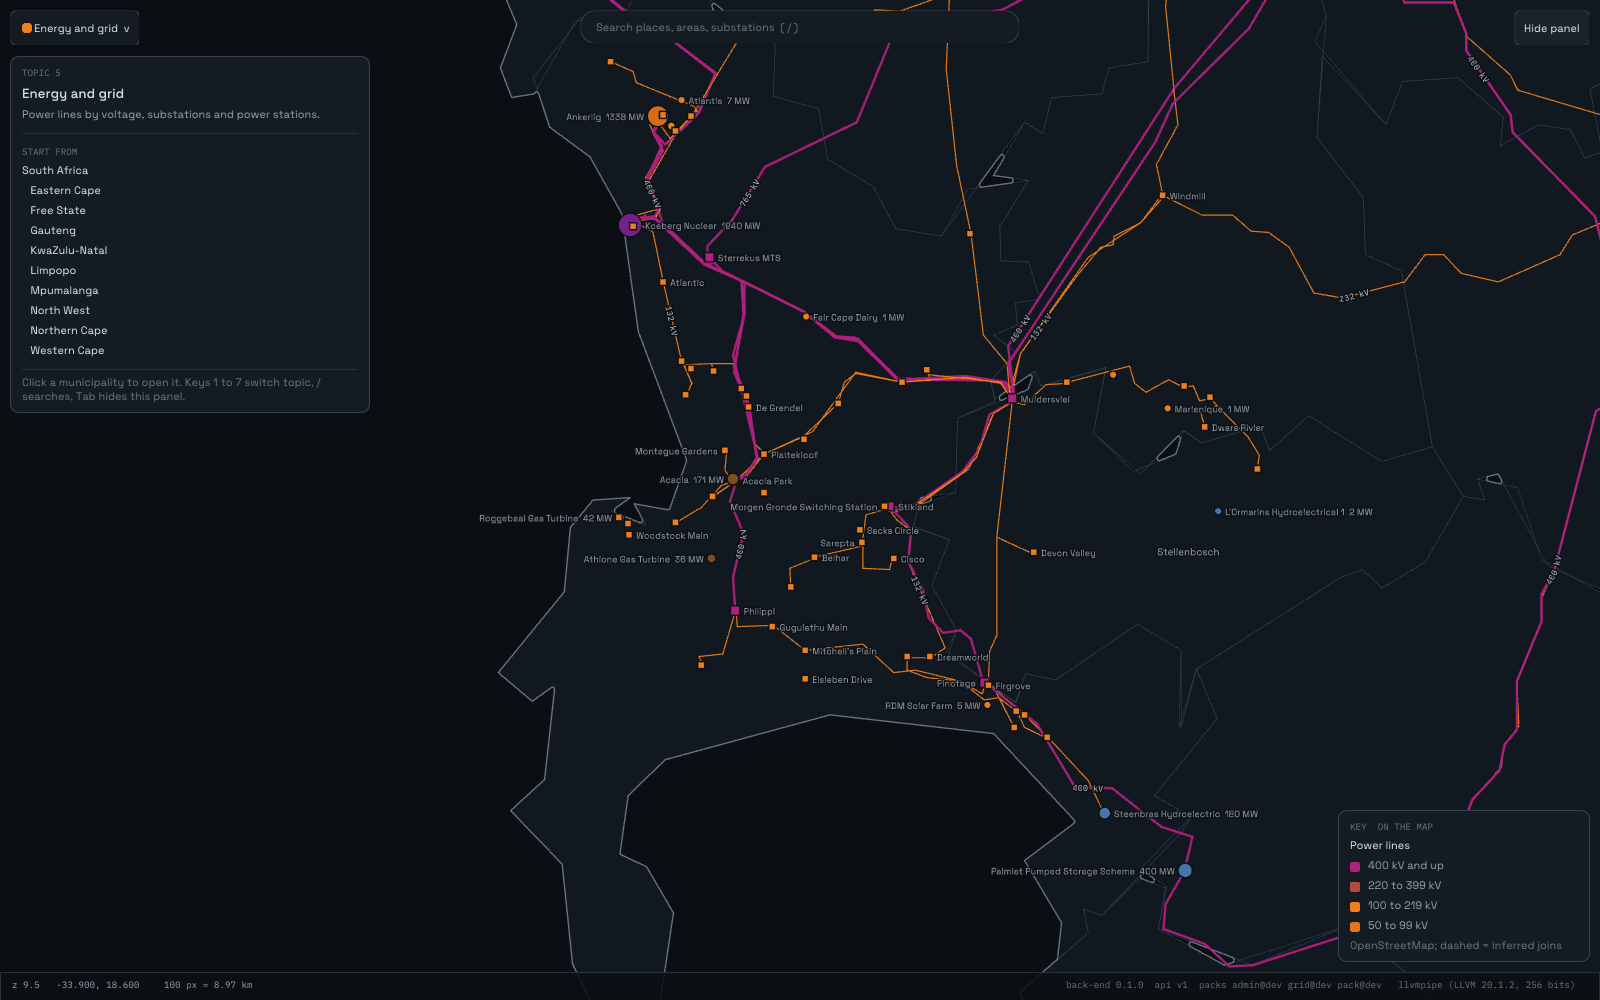 Energy and grid v
Search places, areas, substations (/)
Hide panel
TOPIC 5
Energy and grid
Power lines by voltage, substations and power stations.
START FROM
South Africa
Eastern Cape
Free State
Gauteng
KwaZulu-Natal
Limpopo
Mpumalanga
North West
Northern Cape
Western Cape
Click a municipality to open it. Keys 1 to 7 switch topic, /
searches, Tab hides this panel.
460 kV
Atlantis 7 MW
Ankerlig 1338 MW
460 kV
765 kV
Windmill
Koeberg Nuclear 1840 MW
Sterrekus MTS
Atlantic
132 kV
132 kV
Fair Cape Dairy 1 MW
460 kV
132 kV
Muldersvlei
De Grendel
Marienique 1 MW
Dwars Rivier
Montague Gardens
Plattekloof
Acacia 171 MW
Acacia Park
Morgen Gronde Switching Station
Stikland
L'Ormarins Hydroelectrical 1 2 MW
Roggebaai Gas Turbine 42 MW
Woodstock Main
Sacks Circle
Sarepta
460 kV
Belhar
Cisco
Devon Valley
Stellenbosch
Athlone Gas Turbine 36 MW
460 kV
132 kV
Philippi
Gugulethu Main
Mitchell's Plain
Dreamworld
Eisleben Drive
Pinotage
Firgrove
RDM Solar Farm 5 MW
460 kV
Steenbras Hydroelectric 180 MW
Palmiet Pumped Storage Scheme 400 MW
KEY ON THE MAP
Power lines
400 kV and up
220 to 399 kV
100 to 219 kV
50 to 99 kV
OpenStreetMap; dashed = inferred joins
z 9.5 -33.900, 18.600 100 px = 8.97 km
back-end 0.1.0 api v1 packs admin@dev grid@dev pack@dev llvmpipe (LLVM 20.1.2, 256 bits)